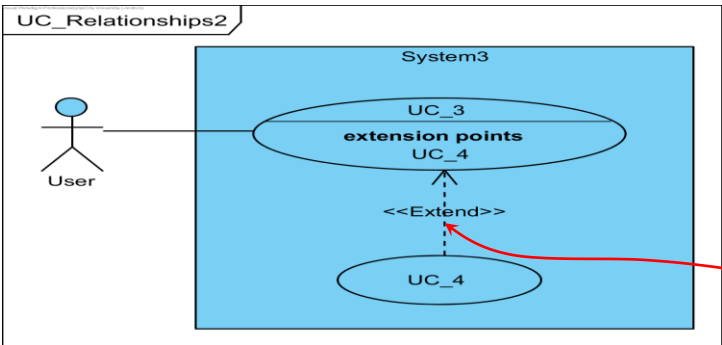 UC_Relationships2
System3
UC_3
extension points
UC_4
User
<<Extend>>
UC_4